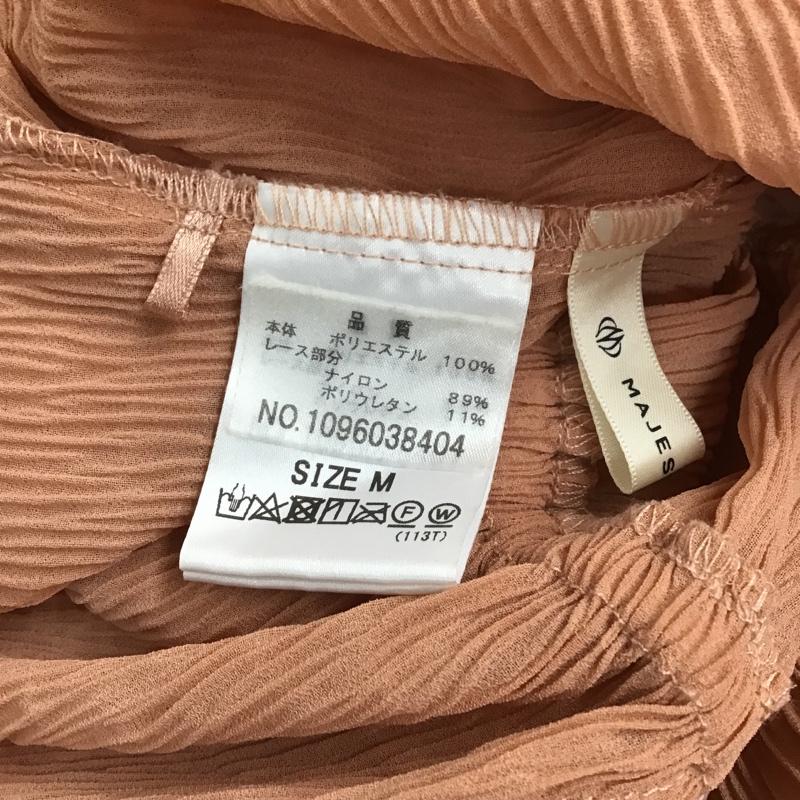 品 質
本体 ポリエステル 100%
レース部分
ナイロン 89%
ポリウレタン 11%
NO.1096038404
SIZE M
F W
(113T)
MAJES